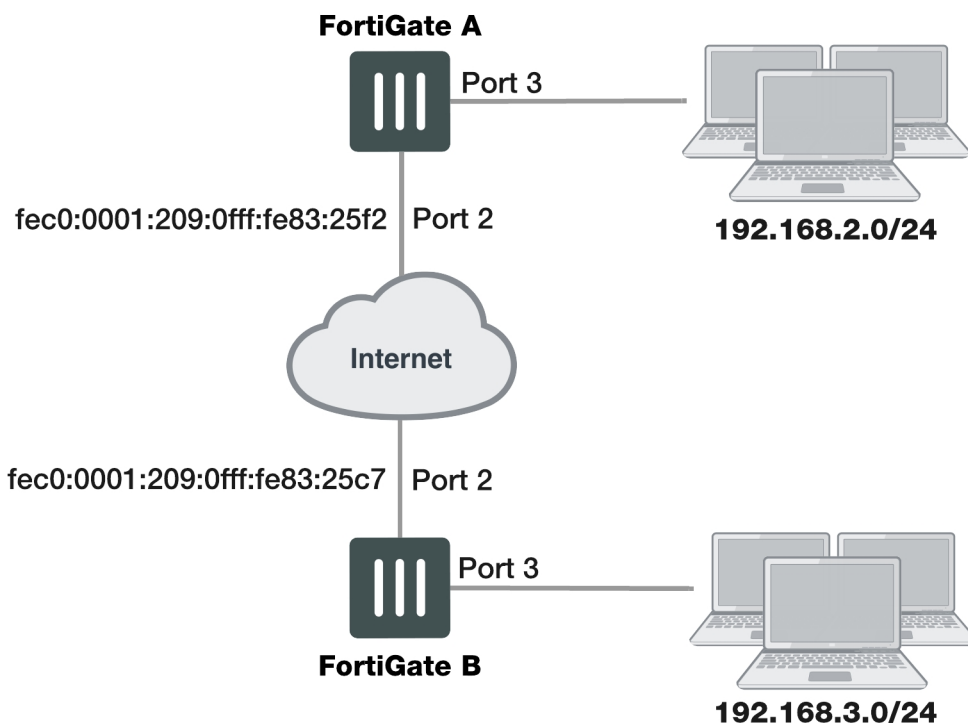 FortiGate A
Port 3
fec0:0001:209:0fff:fe83:25f2
Port 2
192.168.2.0/24
Internet
fec0:0001:209:0fff:fe83:25c7
Port 2
Port 3
FortiGate B
192.168.3.0/24